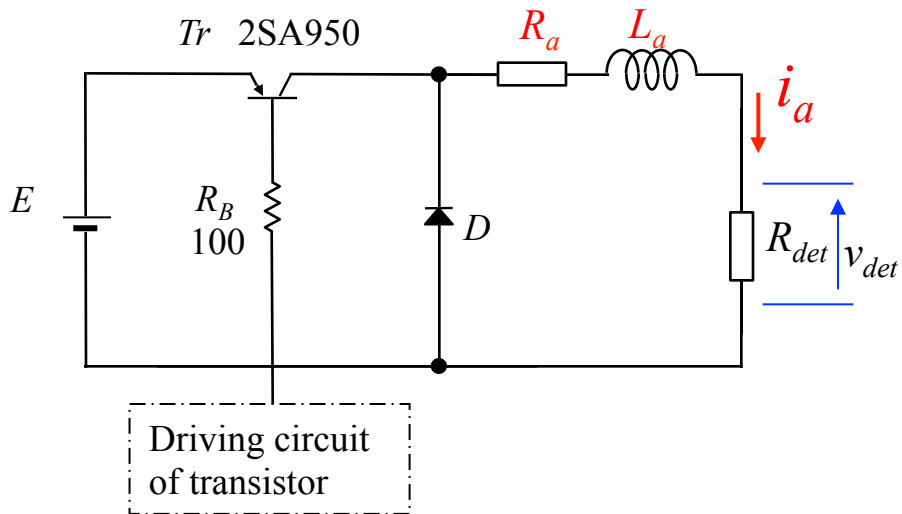 Tr 2SA950
R_a
L_a
i_a
E
R_B
100
D
R_det
v_det
Driving circuit
of transistor